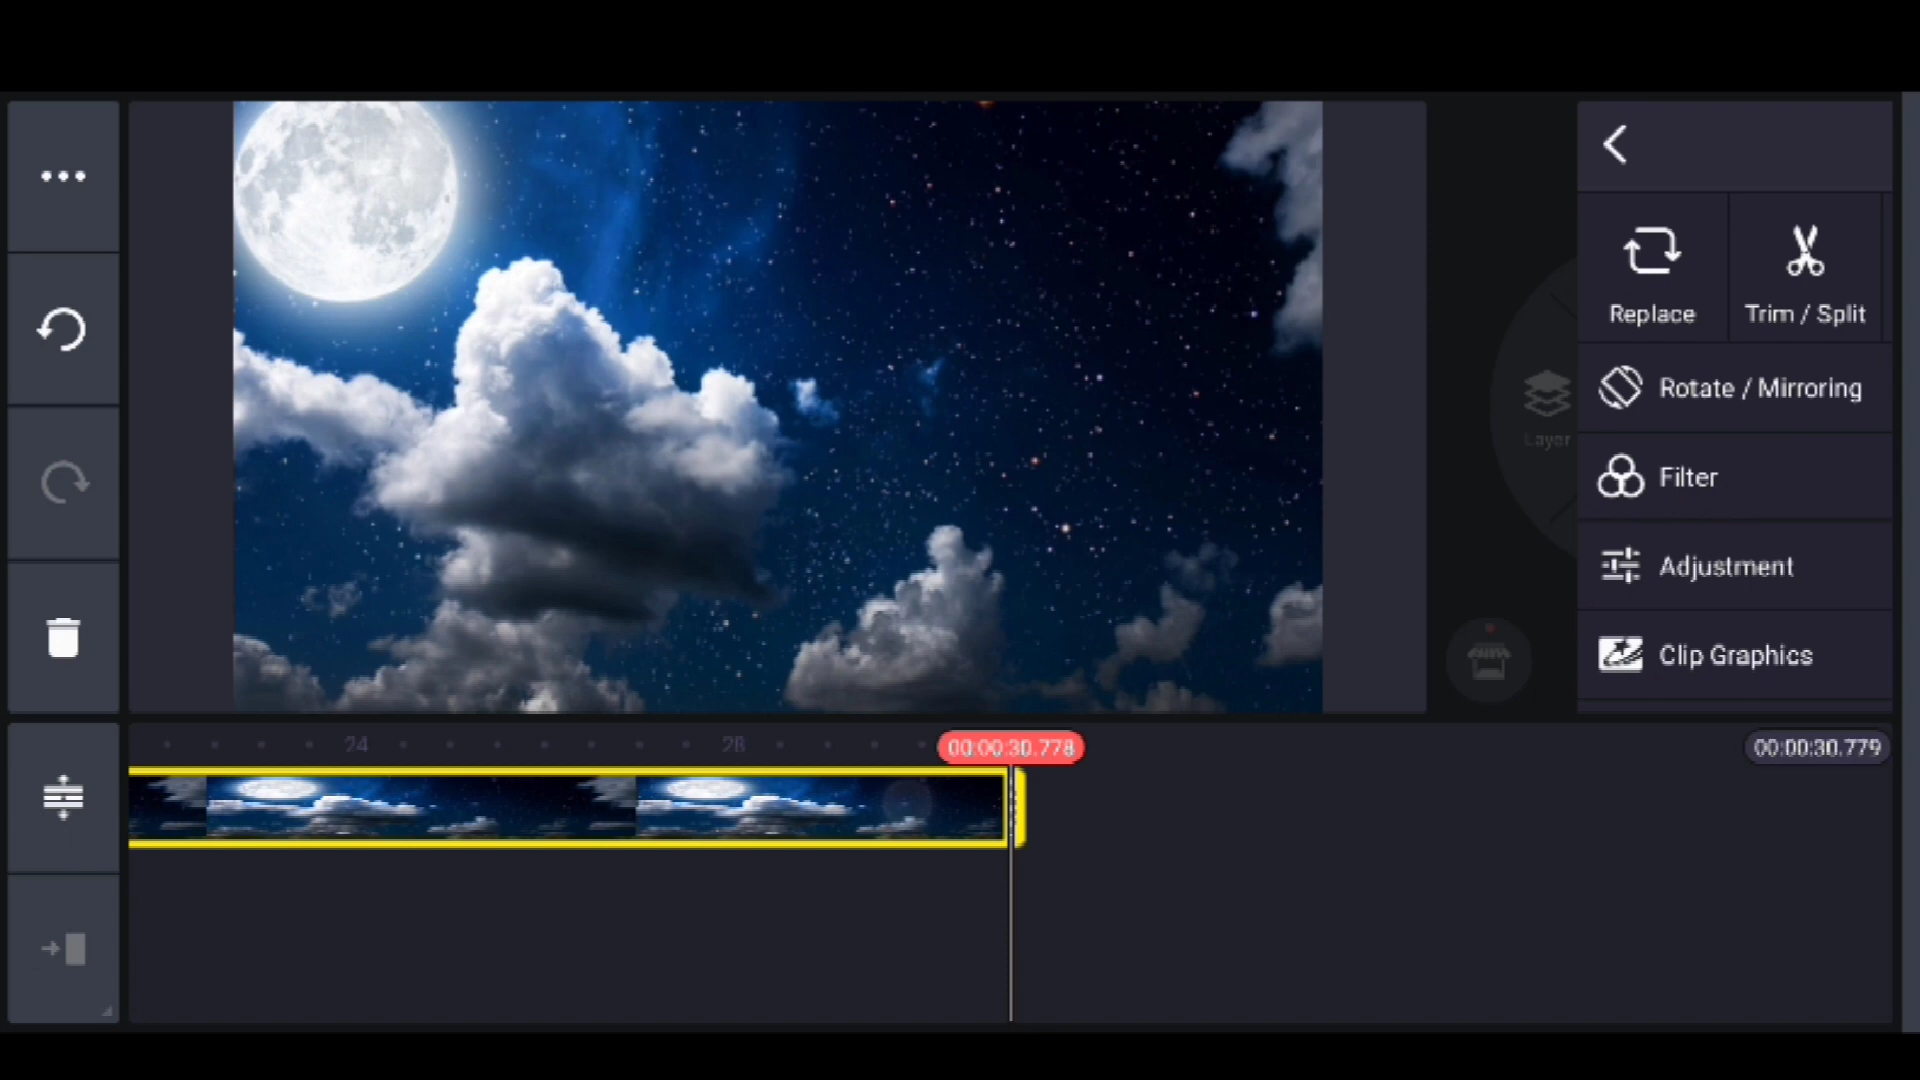 Replace
Trim / Split
Rotate / Mirroring
Layer
Filter
Adjustment
Clip Graphics
24
28
00:00:30.778
00:00:30.779